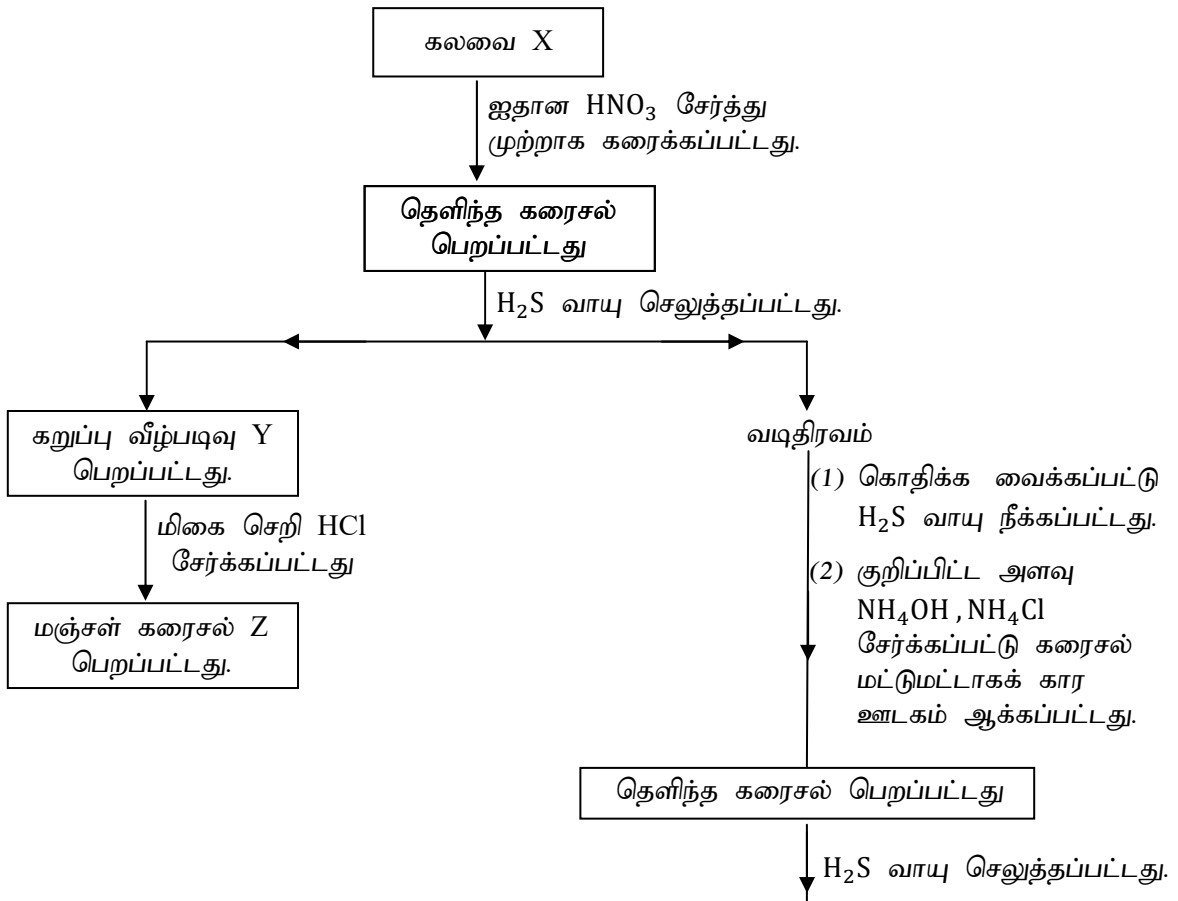 கலவை X
ஐதான HNO₃ சேர்த்து
முற்றாக கரைக்கப்பட்டது.
தெளிந்த கரைசல்
பெறப்பட்டது
H₂S வாயு செலுத்தப்பட்டது.
கறுப்பு வீழ்படிவு Y
பெறப்பட்டது.
மிகை செறி HCl
சேர்க்கப்பட்டது
மஞ்சள் கரைசல் Z
பெறப்பட்டது.
வடிதிரவம்
(1) கொதிக்க வைக்கப்பட்டு
H₂S வாயு நீக்கப்பட்டது.
(2) குறிப்பிட்ட அளவு
NH₄OH , NH₄Cl
சேர்க்கப்பட்டு கரைசல்
மட்டுமட்டாகக் கார
ஊடகம் ஆக்கப்பட்டது.
தெளிந்த கரைசல் பெறப்பட்டது
H₂S வாயு செலுத்தப்பட்டது.